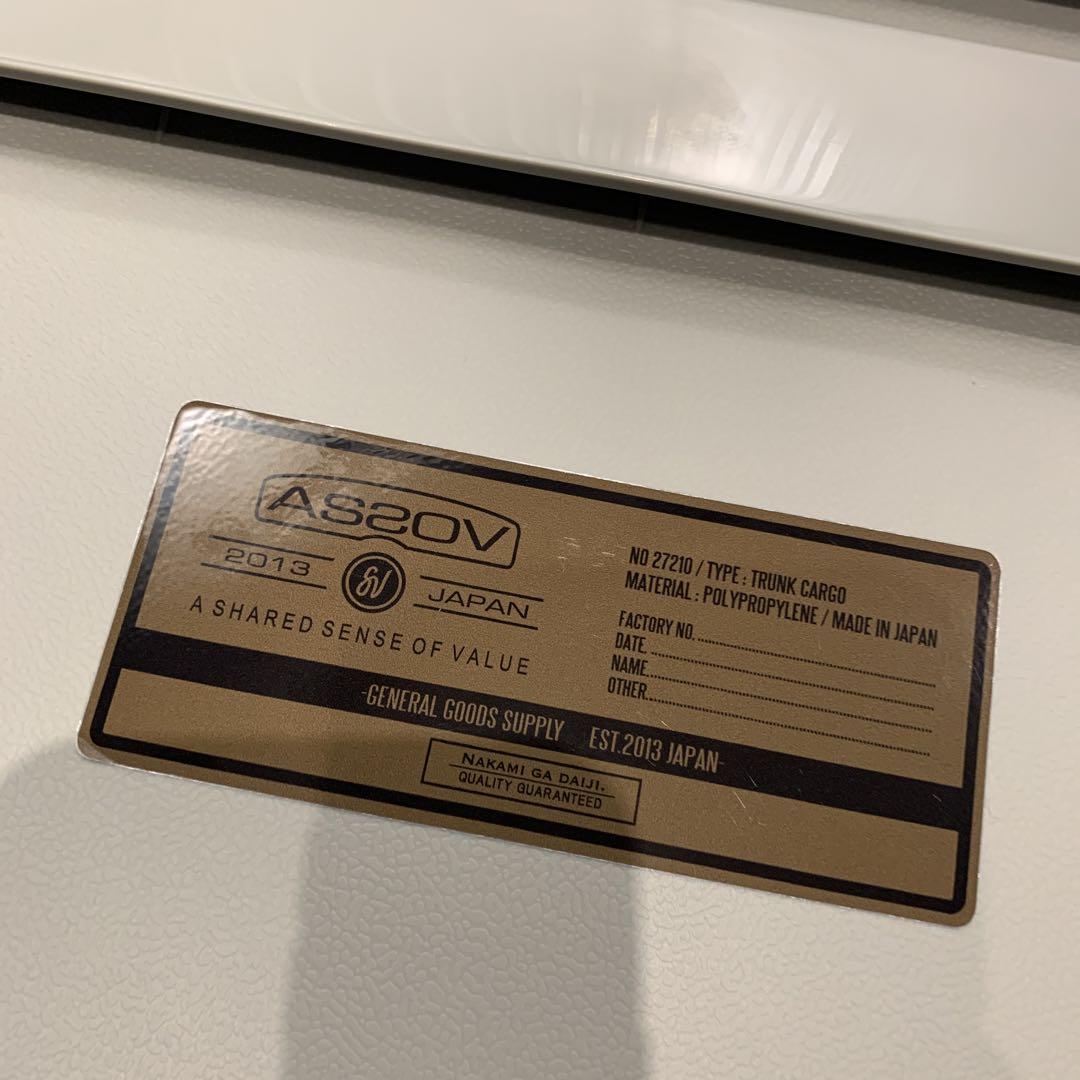 AS2OV
2013 JAPAN
A SHARED SENSE OF VALUE
NO 27210 / TYPE : TRUNK CARGO
MATERIAL : POLYPROPYLENE / MADE IN JAPAN
FACTORY NO.
DATE.
NAME.
OTHER.
-GENERAL GOODS SUPPLY EST.2013 JAPAN-
NAKAMI GA DAIJI.
QUALITY GUARANTEED